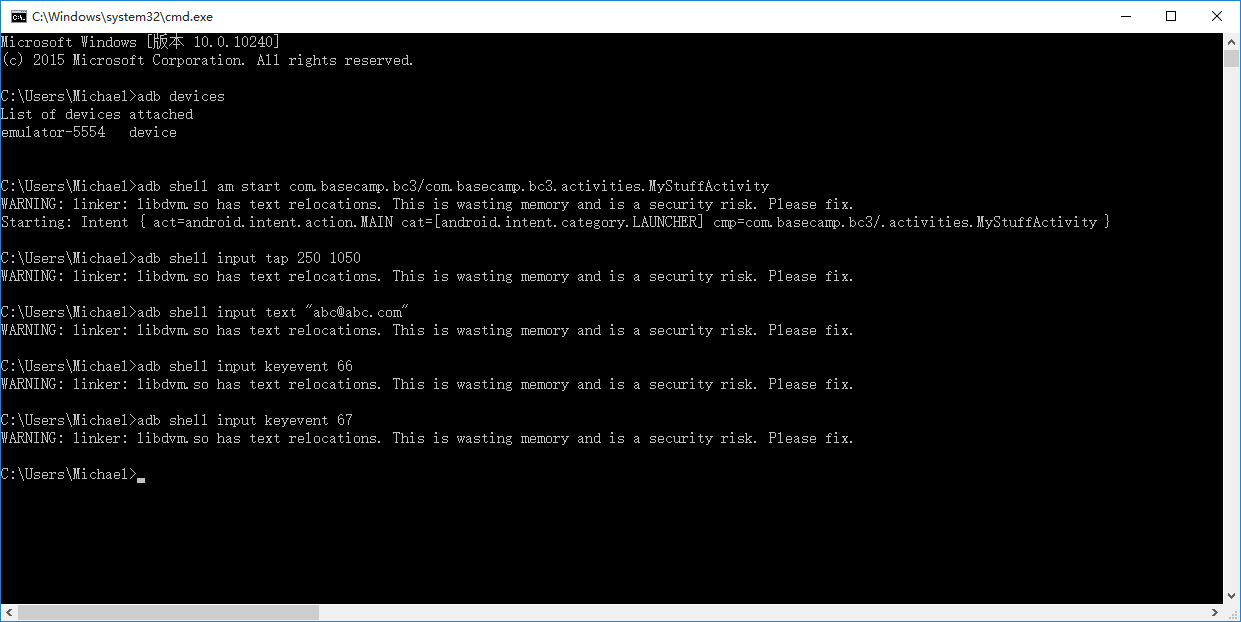 C:\Windows\system32\cmd.exe
Microsoft Windows [版本 10.0.10240]
(c) 2015 Microsoft Corporation. All rights reserved.
C:\Users\Michael>adb devices
List of devices attached
emulator-5554   device
C:\Users\Michael>adb shell am start com.basecamp.bc3/com.basecamp.bc3.activities.MyStuffActivity
WARNING: linker: libdvm.so has text relocations. This is wasting memory and is a security risk. Please fix.
Starting: Intent { act=android.intent.action.MAIN cat=[android.intent.category.LAUNCHER] cmp=com.basecamp.bc3/.activities.MyStuffActivity }
C:\Users\Michael>adb shell input tap 250 1050
WARNING: linker: libdvm.so has text relocations. This is wasting memory and is a security risk. Please fix.
C:\Users\Michael>adb shell input text "abc@abc.com"
WARNING: linker: libdvm.so has text relocations. This is wasting memory and is a security risk. Please fix.
C:\Users\Michael>adb shell input keyevent 66
WARNING: linker: libdvm.so has text relocations. This is wasting memory and is a security risk. Please fix.
C:\Users\Michael>adb shell input keyevent 67
WARNING: linker: libdvm.so has text relocations. This is wasting memory and is a security risk. Please fix.
C:\Users\Michael>